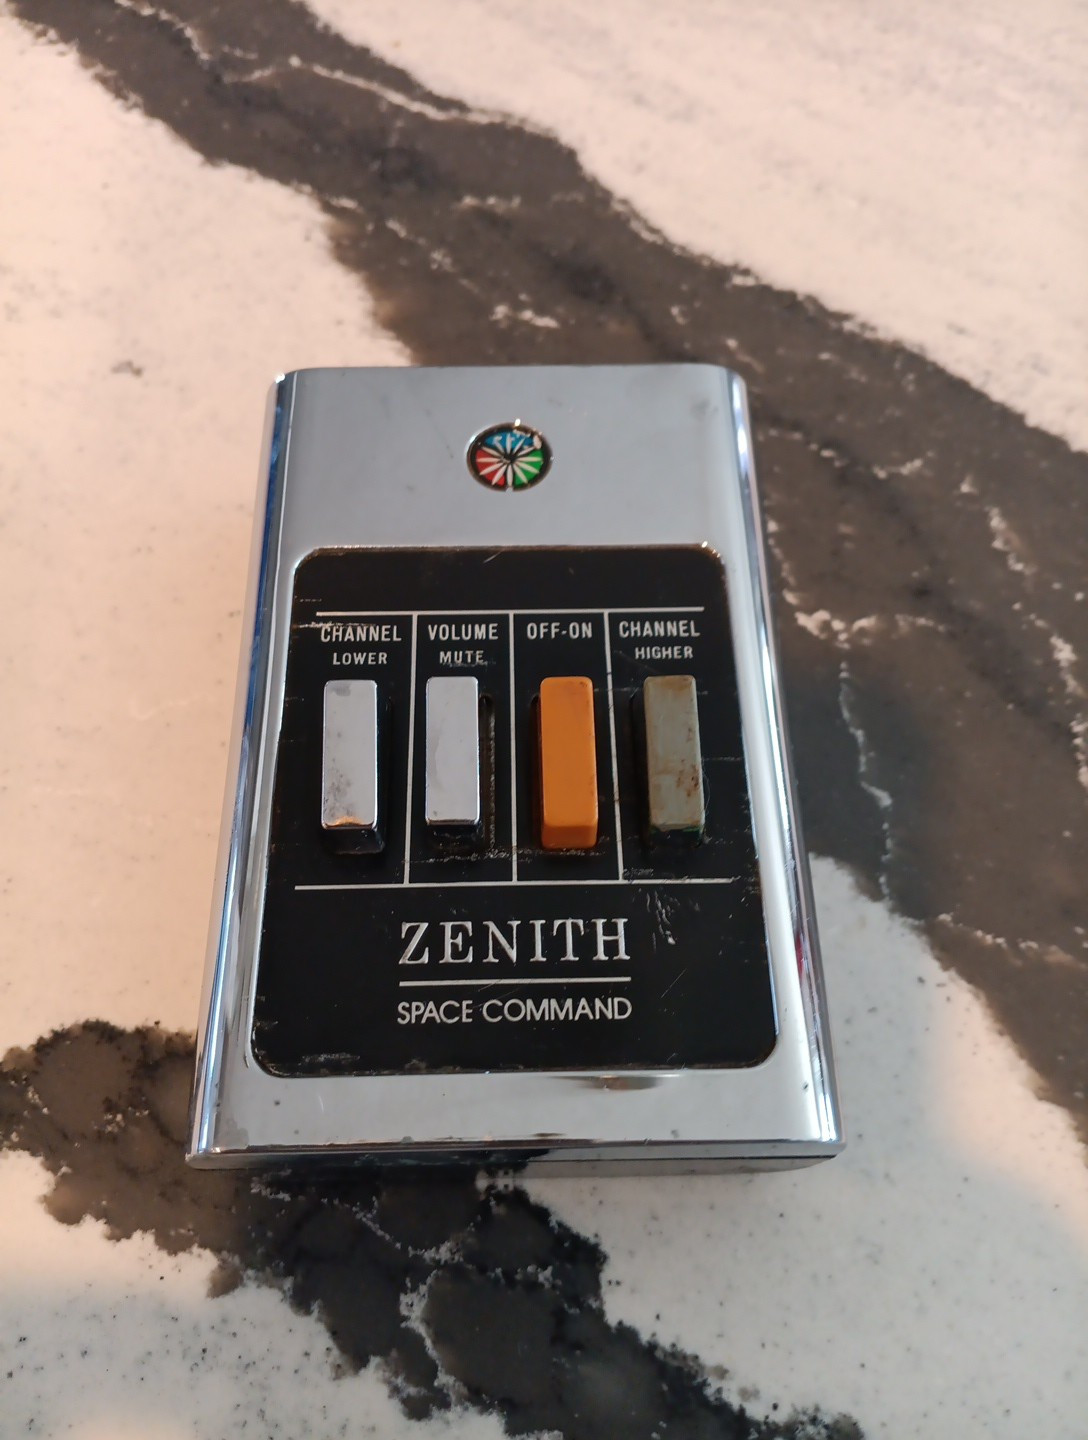 CHANNEL
LOWER
VOLUME
MUTE
OFF-ON
CHANNEL
HIGHER
ZENITH
SPACE COMMAND